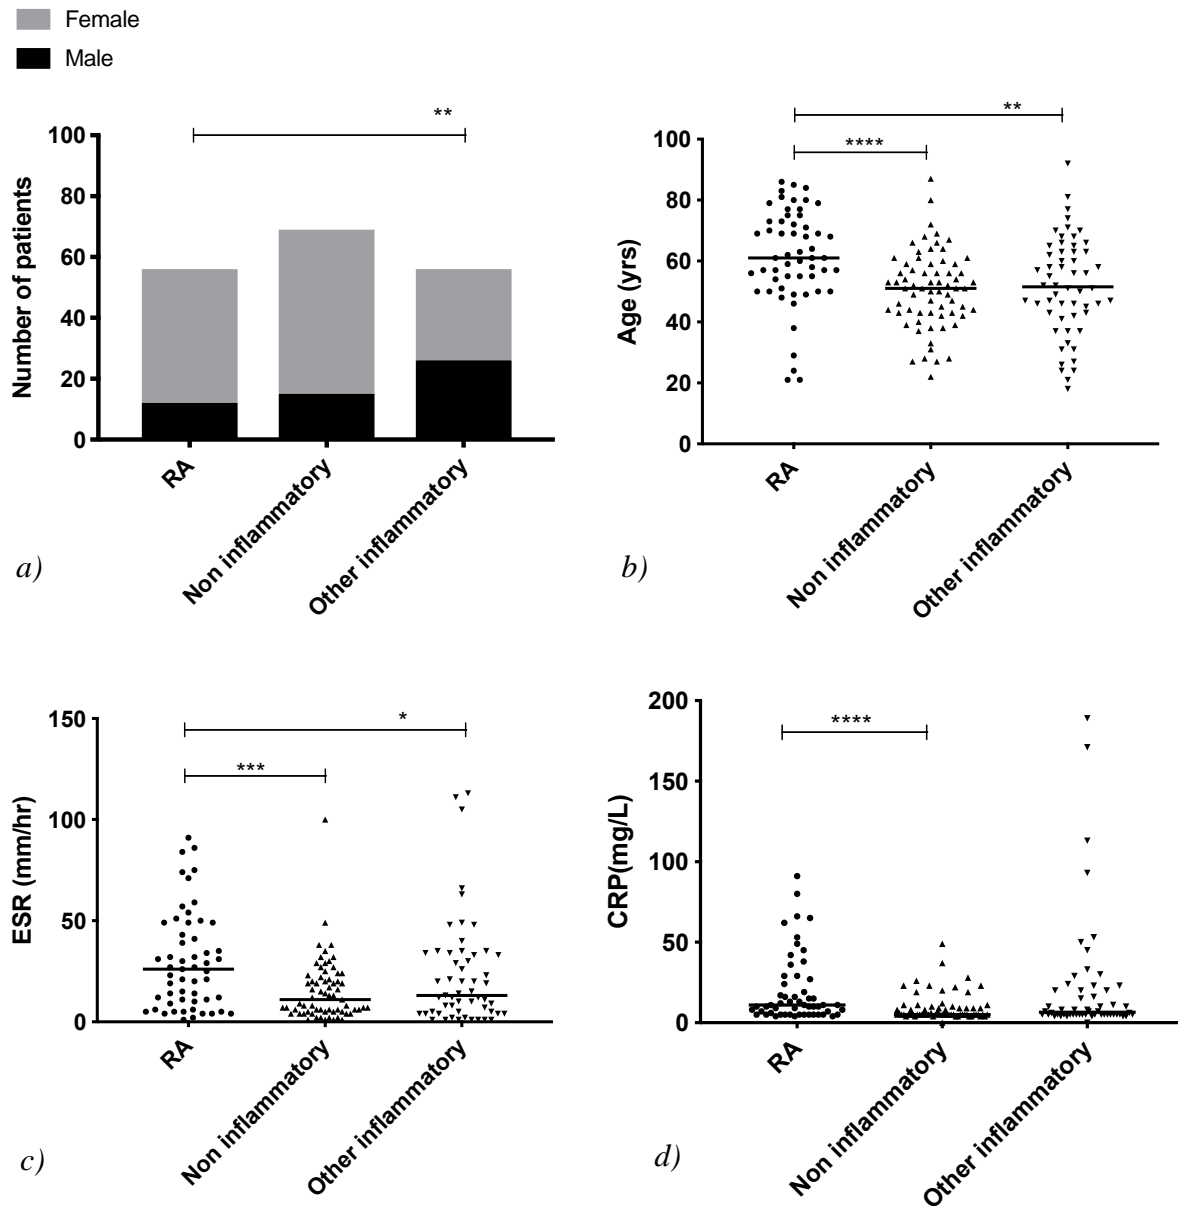 Female
Male
**
100
80
60
40
20
0
Number of patients
RA
Non inflammatory
Other inflammatory
a)
**
****
100
80
60
40
20
0
Age (yrs)
RA
Non inflammatory
Other inflammatory
b)
*
***
150
100
50
0
ESR (mm/hr)
RA
Non inflammatory
Other inflammatory
c)
****
200
150
100
50
0
CRP(mg/L)
RA
Non inflammatory
Other inflammatory
d)